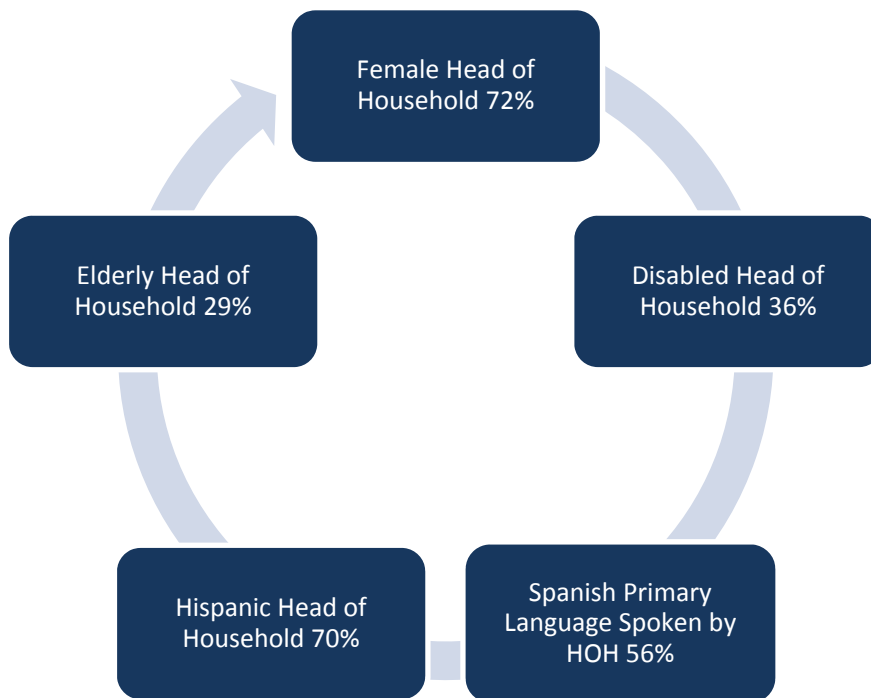 Female Head of
Household 72%
Disabled Head of
Household 36%
Spanish Primary
Language Spoken by
HOH 56%
Hispanic Head of
Household 70%
Elderly Head of
Household 29%